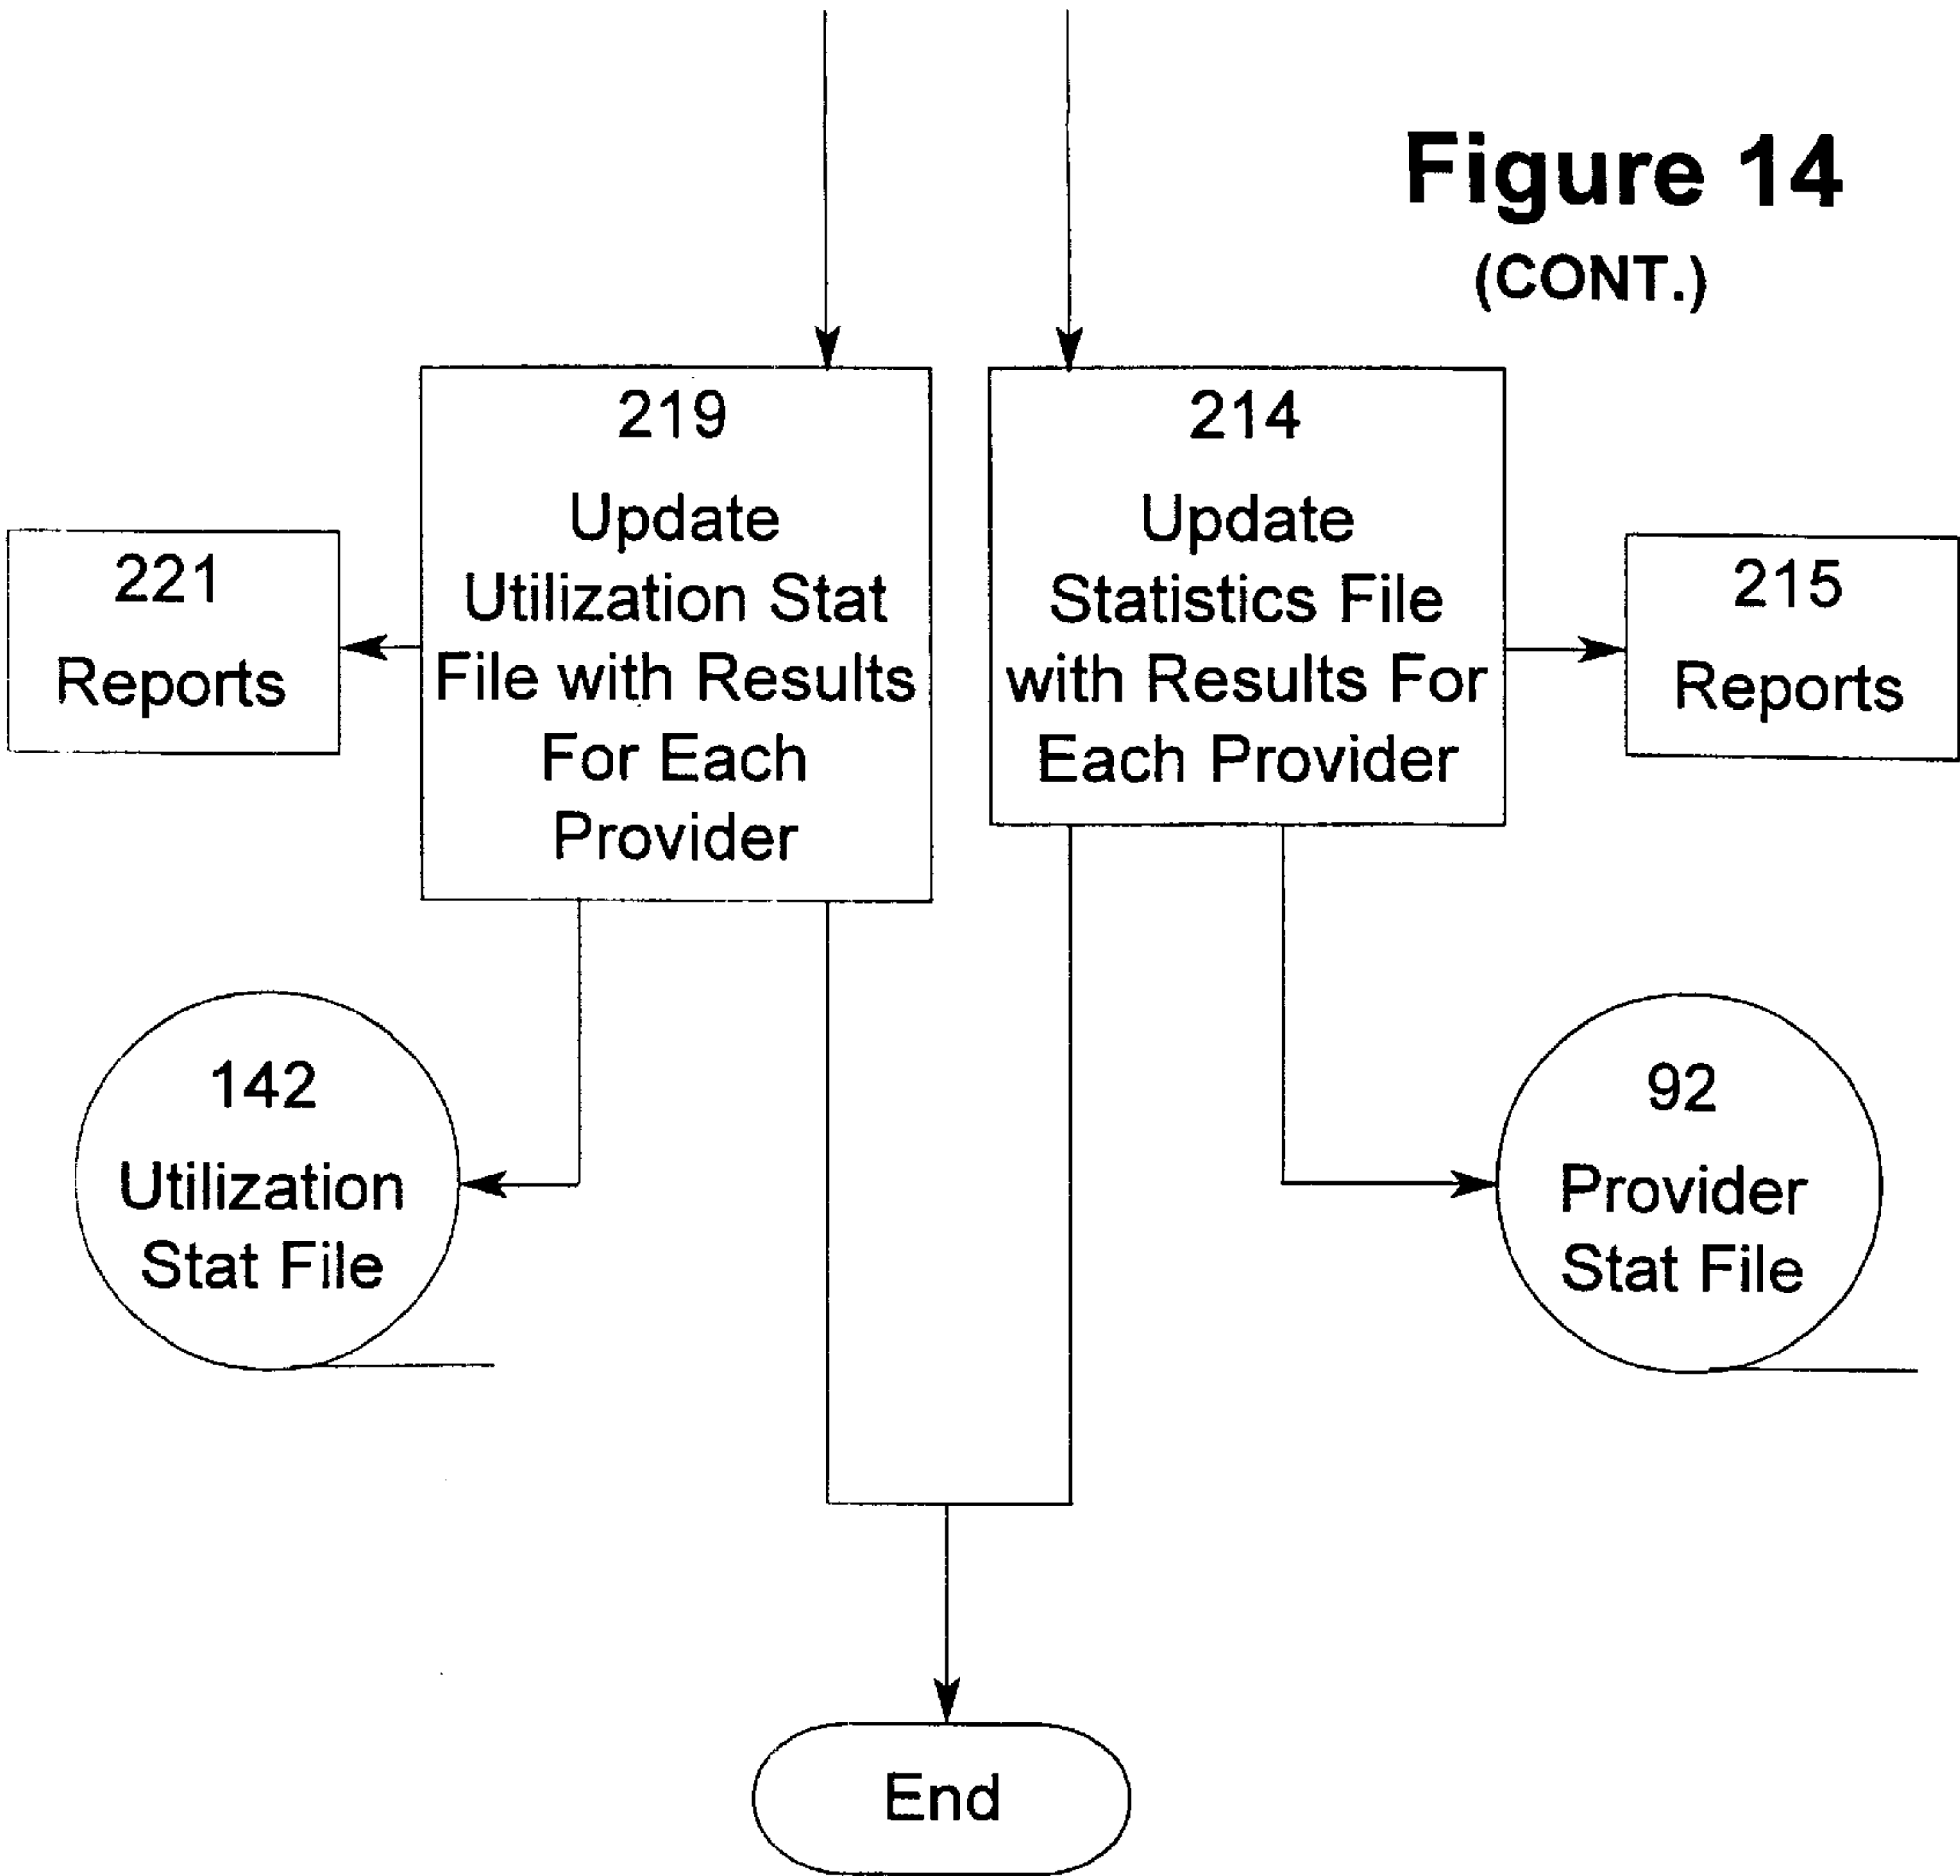 Figure 14
(CONT.)
219
Update
Utilization Stat
File with Results
For Each
Provider
214
Update
Statistics File
with Results For
Each Provider
221
Reports
215
Reports
142
Utilization
Stat File
92
Provider
Stat File
End